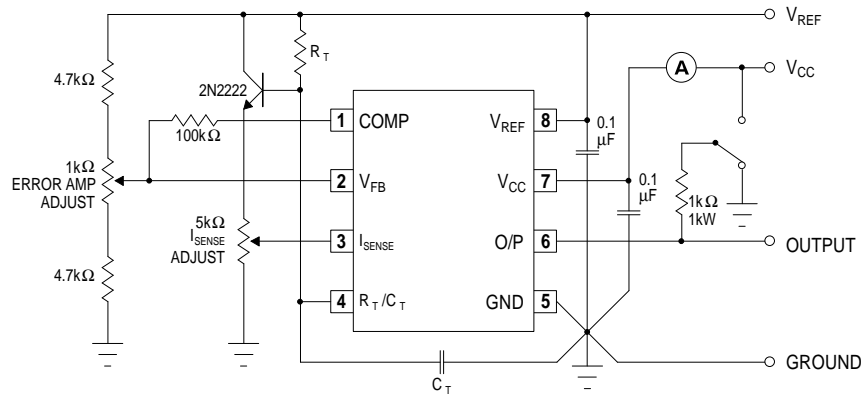 V_REF
R_T
A
V_CC
4.7kΩ
2N2222
100kΩ
1 COMP
V_REF 8
0.1
µF
1kΩ
ERROR AMP
ADJUST
2 V_FB
V_CC 7
0.1
µF
1kΩ
1kW
5kΩ
I_SENSE
ADJUST
3 I_SENSE
O/P 6
OUTPUT
4.7kΩ
4 R_T/C_T
GND 5
GROUND
C_T